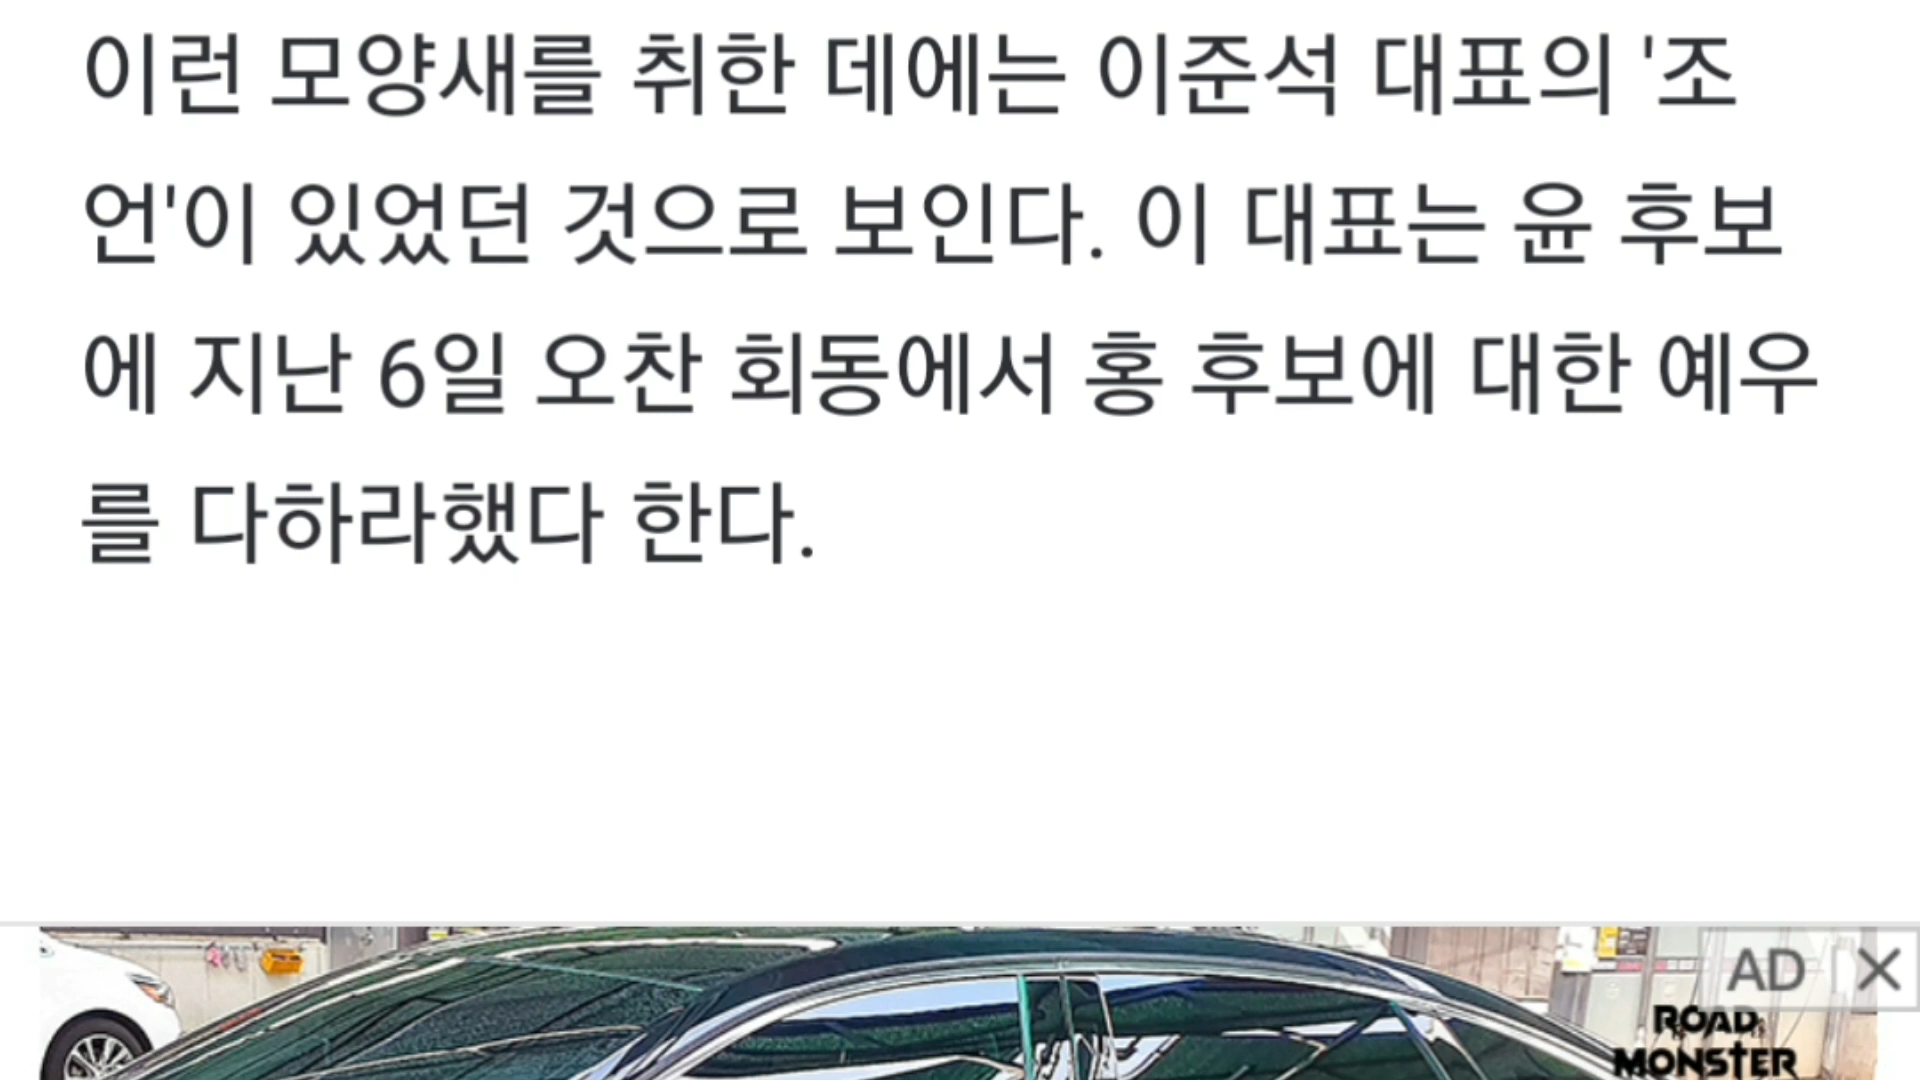 이런 모양새를 취한 데에는 이준석 대표의 '조
언'이 있었던 것으로 보인다. 이 대표는 윤 후보
에 지난 6일 오찬 회동에서 홍 후보에 대한 예우
를 다하라했다 한다.
AD X
ROAD
MONSTER